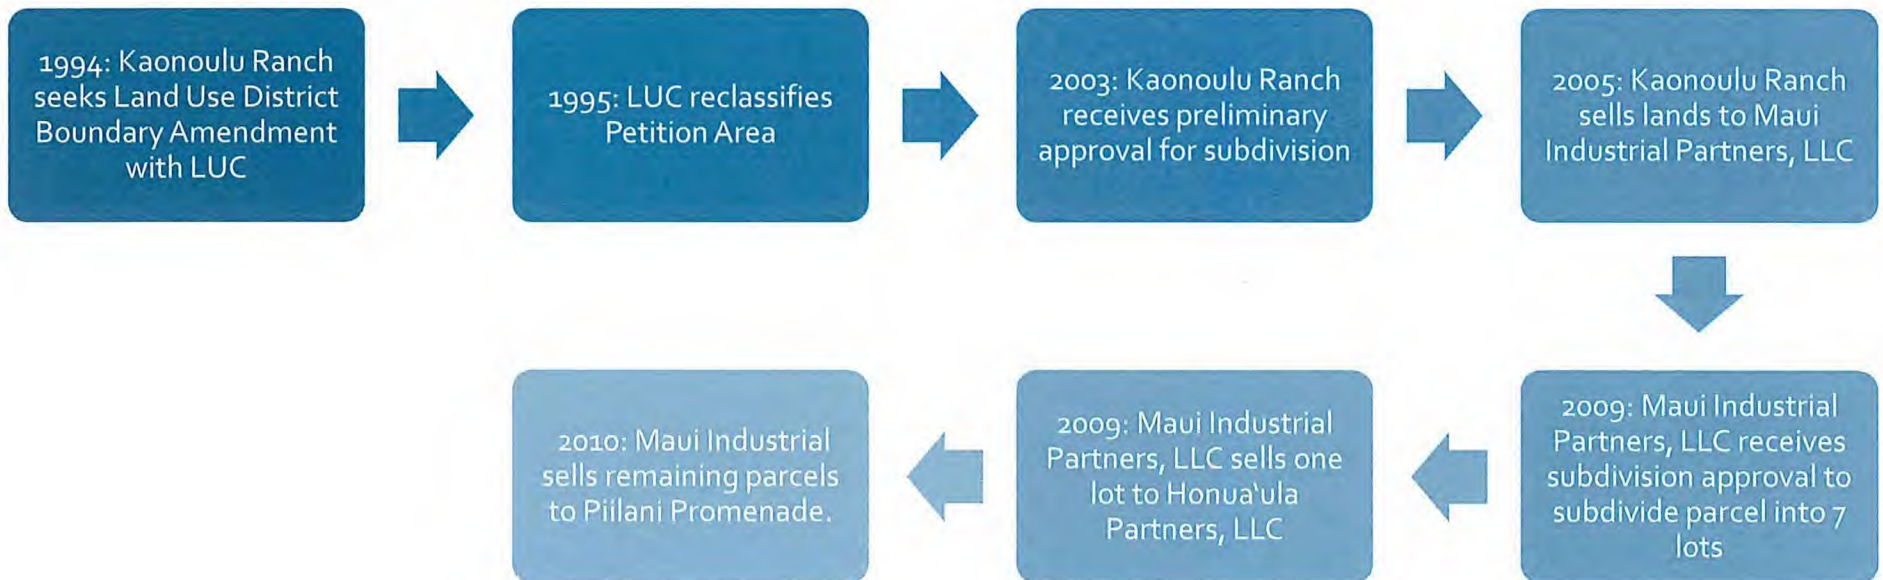 1994: Kaonoulu Ranch
seeks Land Use District
Boundary Amendment
with LUC
1995: LUC reclassifies
Petition Area
2003: Kaonoulu Ranch
receives preliminary
approval for subdivision
2005: Kaonoulu Ranch
sells lands to Maui
Industrial Partners, LLC
2009: Maui Industrial
Partners, LLC receives
subdivision approval to
subdivide parcel into 7
lots
2009: Maui Industrial
Partners, LLC sells one
lot to Honua‘ula
Partners, LLC
2010: Maui Industrial
sells remaining parcels
to Piilani Promenade.